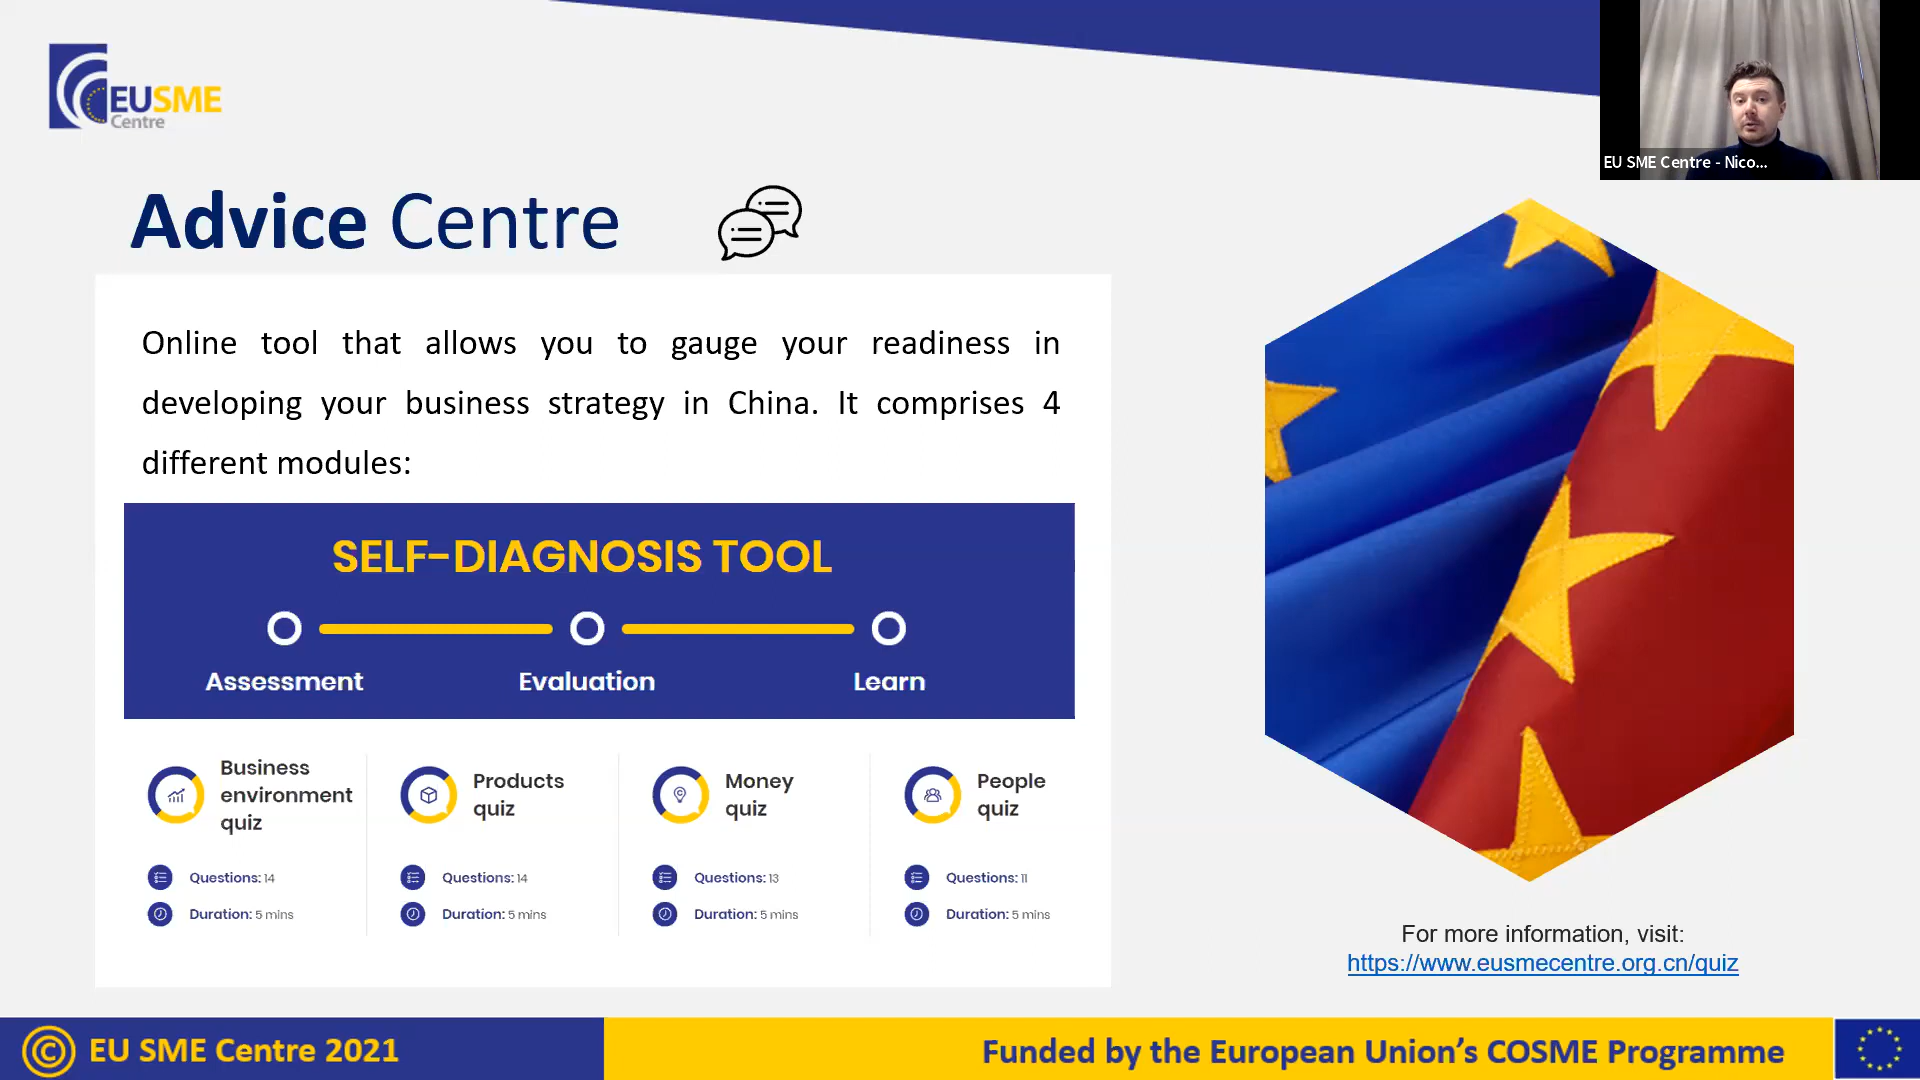 EUSME
Centre
EU SME Centre - Nico...
Advice Centre
Online tool that allows you to gauge your readiness in
developing your business strategy in China. It comprises 4
different modules:
SELF-DIAGNOSIS TOOL
Assessment
Evaluation
Learn
Business
environment
quiz
Questions: 14
Duration: 5 mins
Products
quiz
Questions: 14
Duration: 5 mins
Money
quiz
Questions: 13
Duration: 5 mins
People
quiz
Questions: 11
Duration: 5 mins
For more information, visit:
https://www.eusmecentre.org.cn/quiz
© EU SME Centre 2021
Funded by the European Union’s COSME Programme